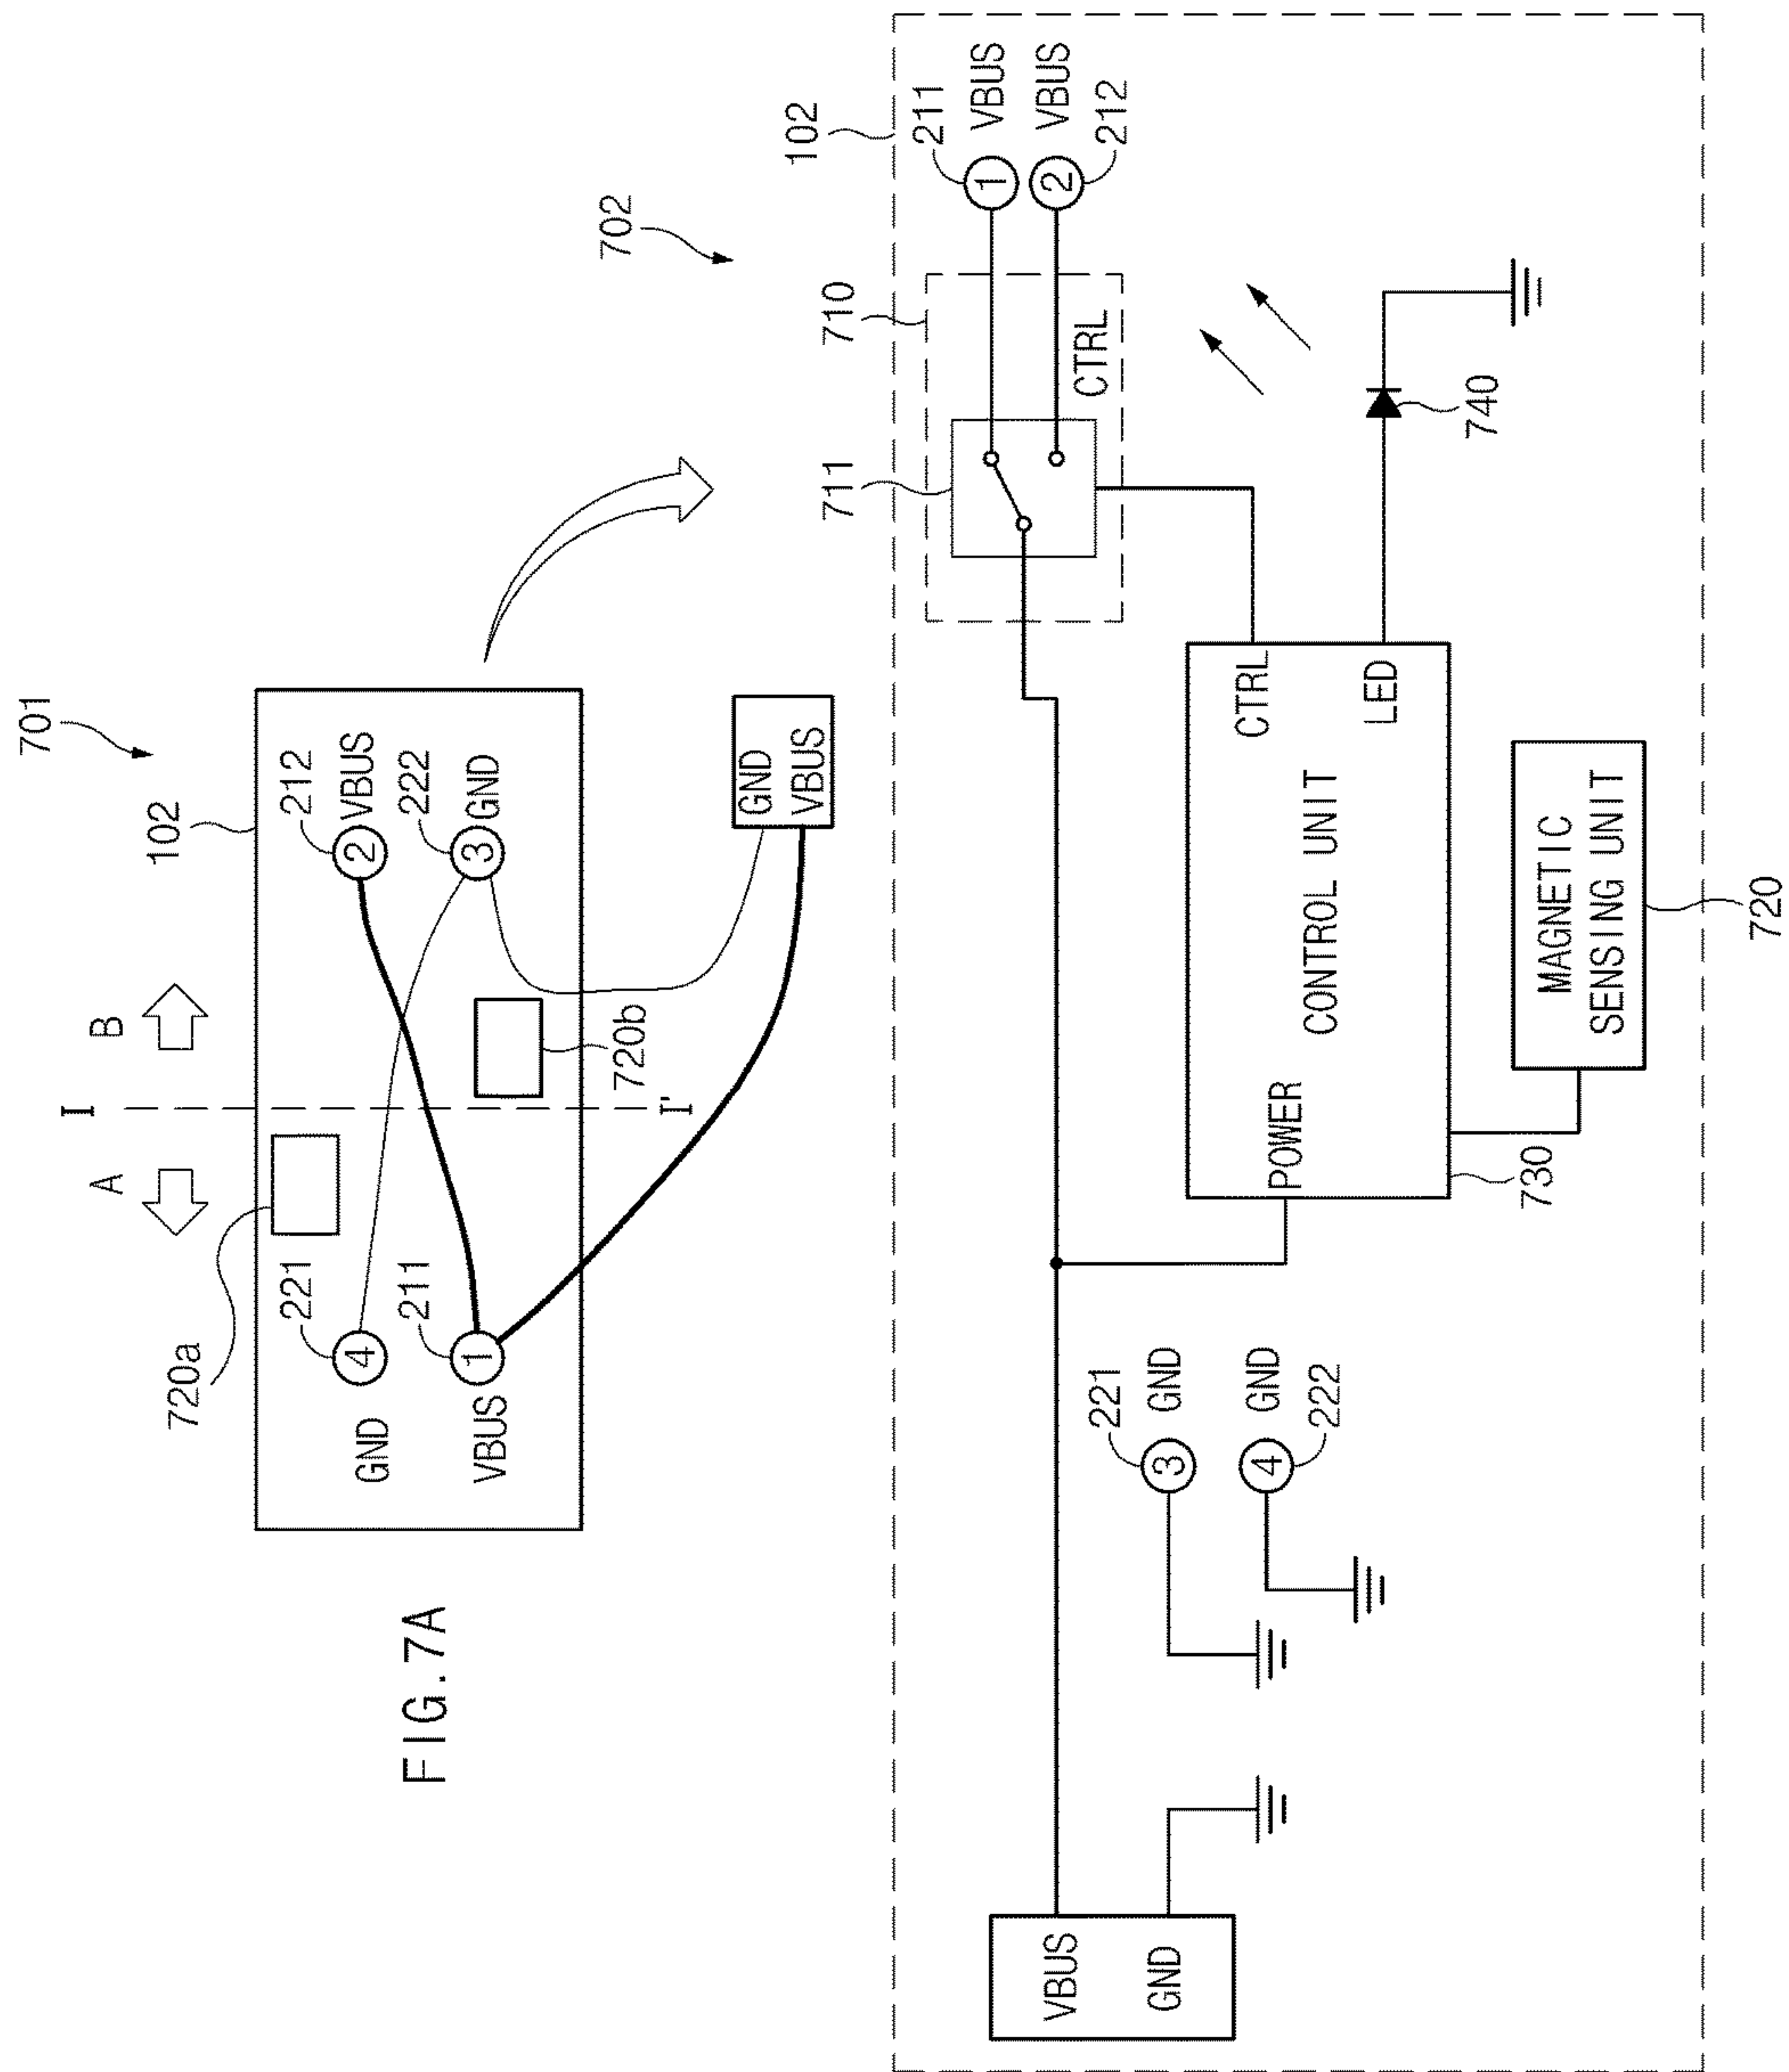 FIG.7A
701
102
I
A
B
720a
221
4
GND
211
1
VBUS
212
2
VBUS
222
3
GND
720b
I'
GND
VBUS
702
102
710
711
211
1
VBUS
2
VBUS
212
CTRL
VBUS
GND
221
3
GND
4
GND
222
POWER
CTRL
CONTROL UNIT
LED
730
740
MAGNETIC
SENSING UNIT
720